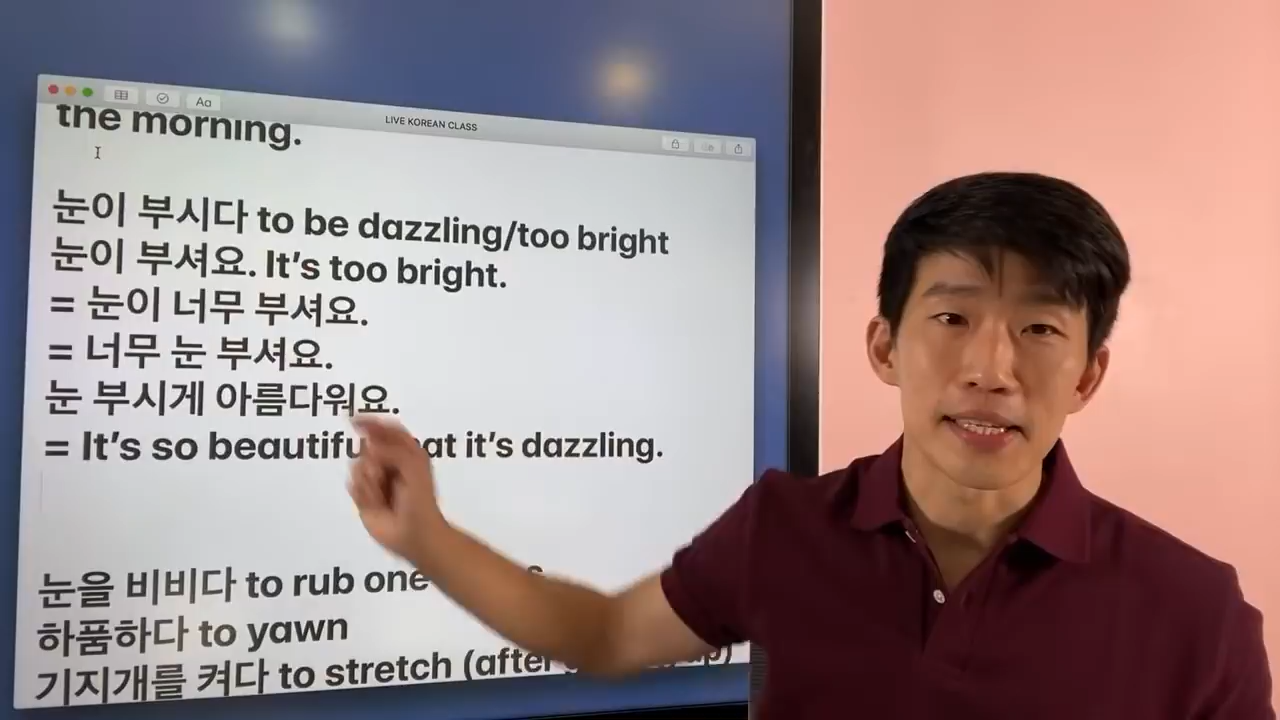 Aa
LIVE KOREAN CLASS
the morning.
눈이 부시다 to be dazzling/too bright
눈이 부셔요. It's too bright.
= 눈이 너무 부셔요.
= 너무 눈 부셔요.
눈 부시게 아름다워요.
= It's so beautiful that it's dazzling.
눈을 비비다 to rub one
하품하다 to yawn
기지개를 켜다 to stretch (after